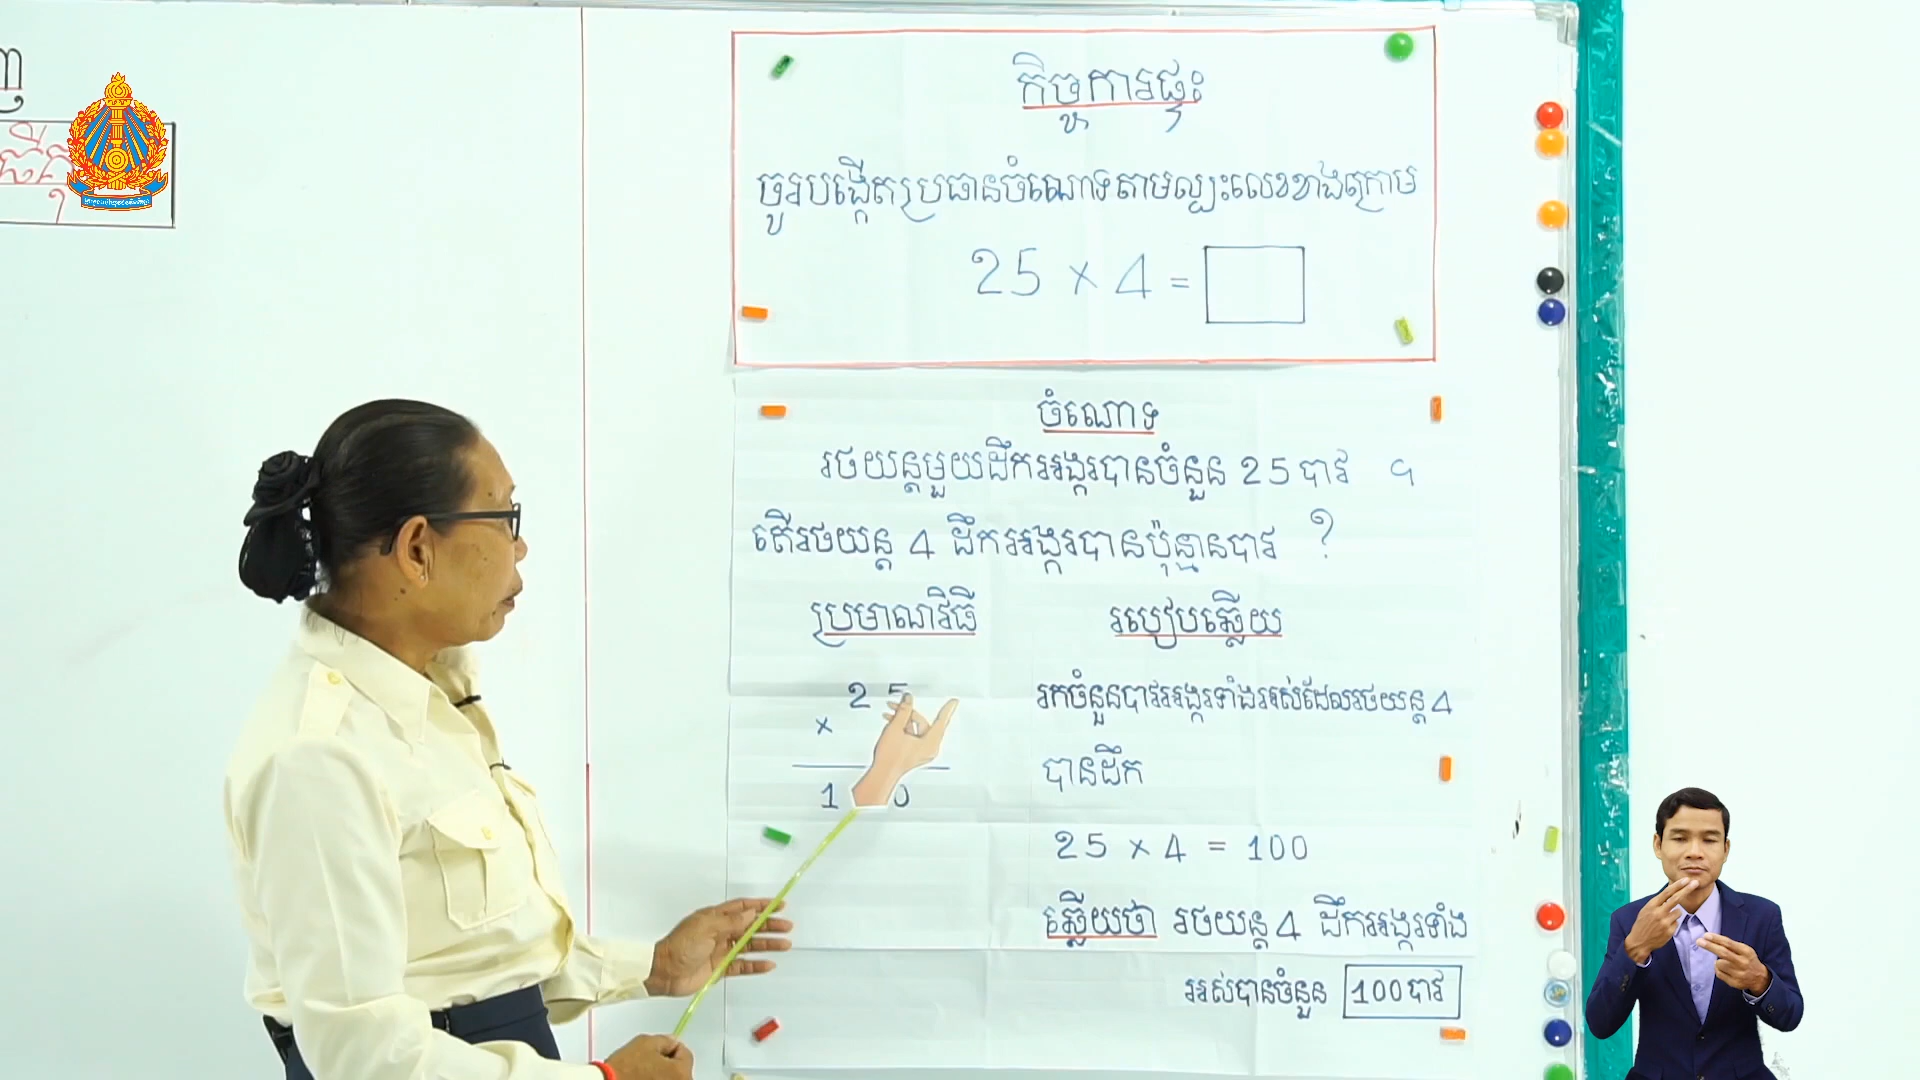 កិច្ចការផ្ទះ
ចូរបង្កើតប្រធានចំណោទតាមល្បះលេខខាងក្រោម
25 × 4 =
ចំណោទ
រថយន្តមួយដឹកអង្ករបានចំនួន 25 បាវ ។
តើរថយន្ត 4 ដឹកអង្ករបានប៉ុន្មានបាវ ?
ប្រមាណវិធី
របៀបឆ្លើយ
2 5
×
1 0
រកចំនួនបាវអង្ករទាំងអស់ដែលរថយន្ត 4
បានដឹក
25 × 4 = 100
ឆ្លើយថា រថយន្ត 4 ដឹកអង្ករទាំង
អស់បានចំនួន 100 បាវ